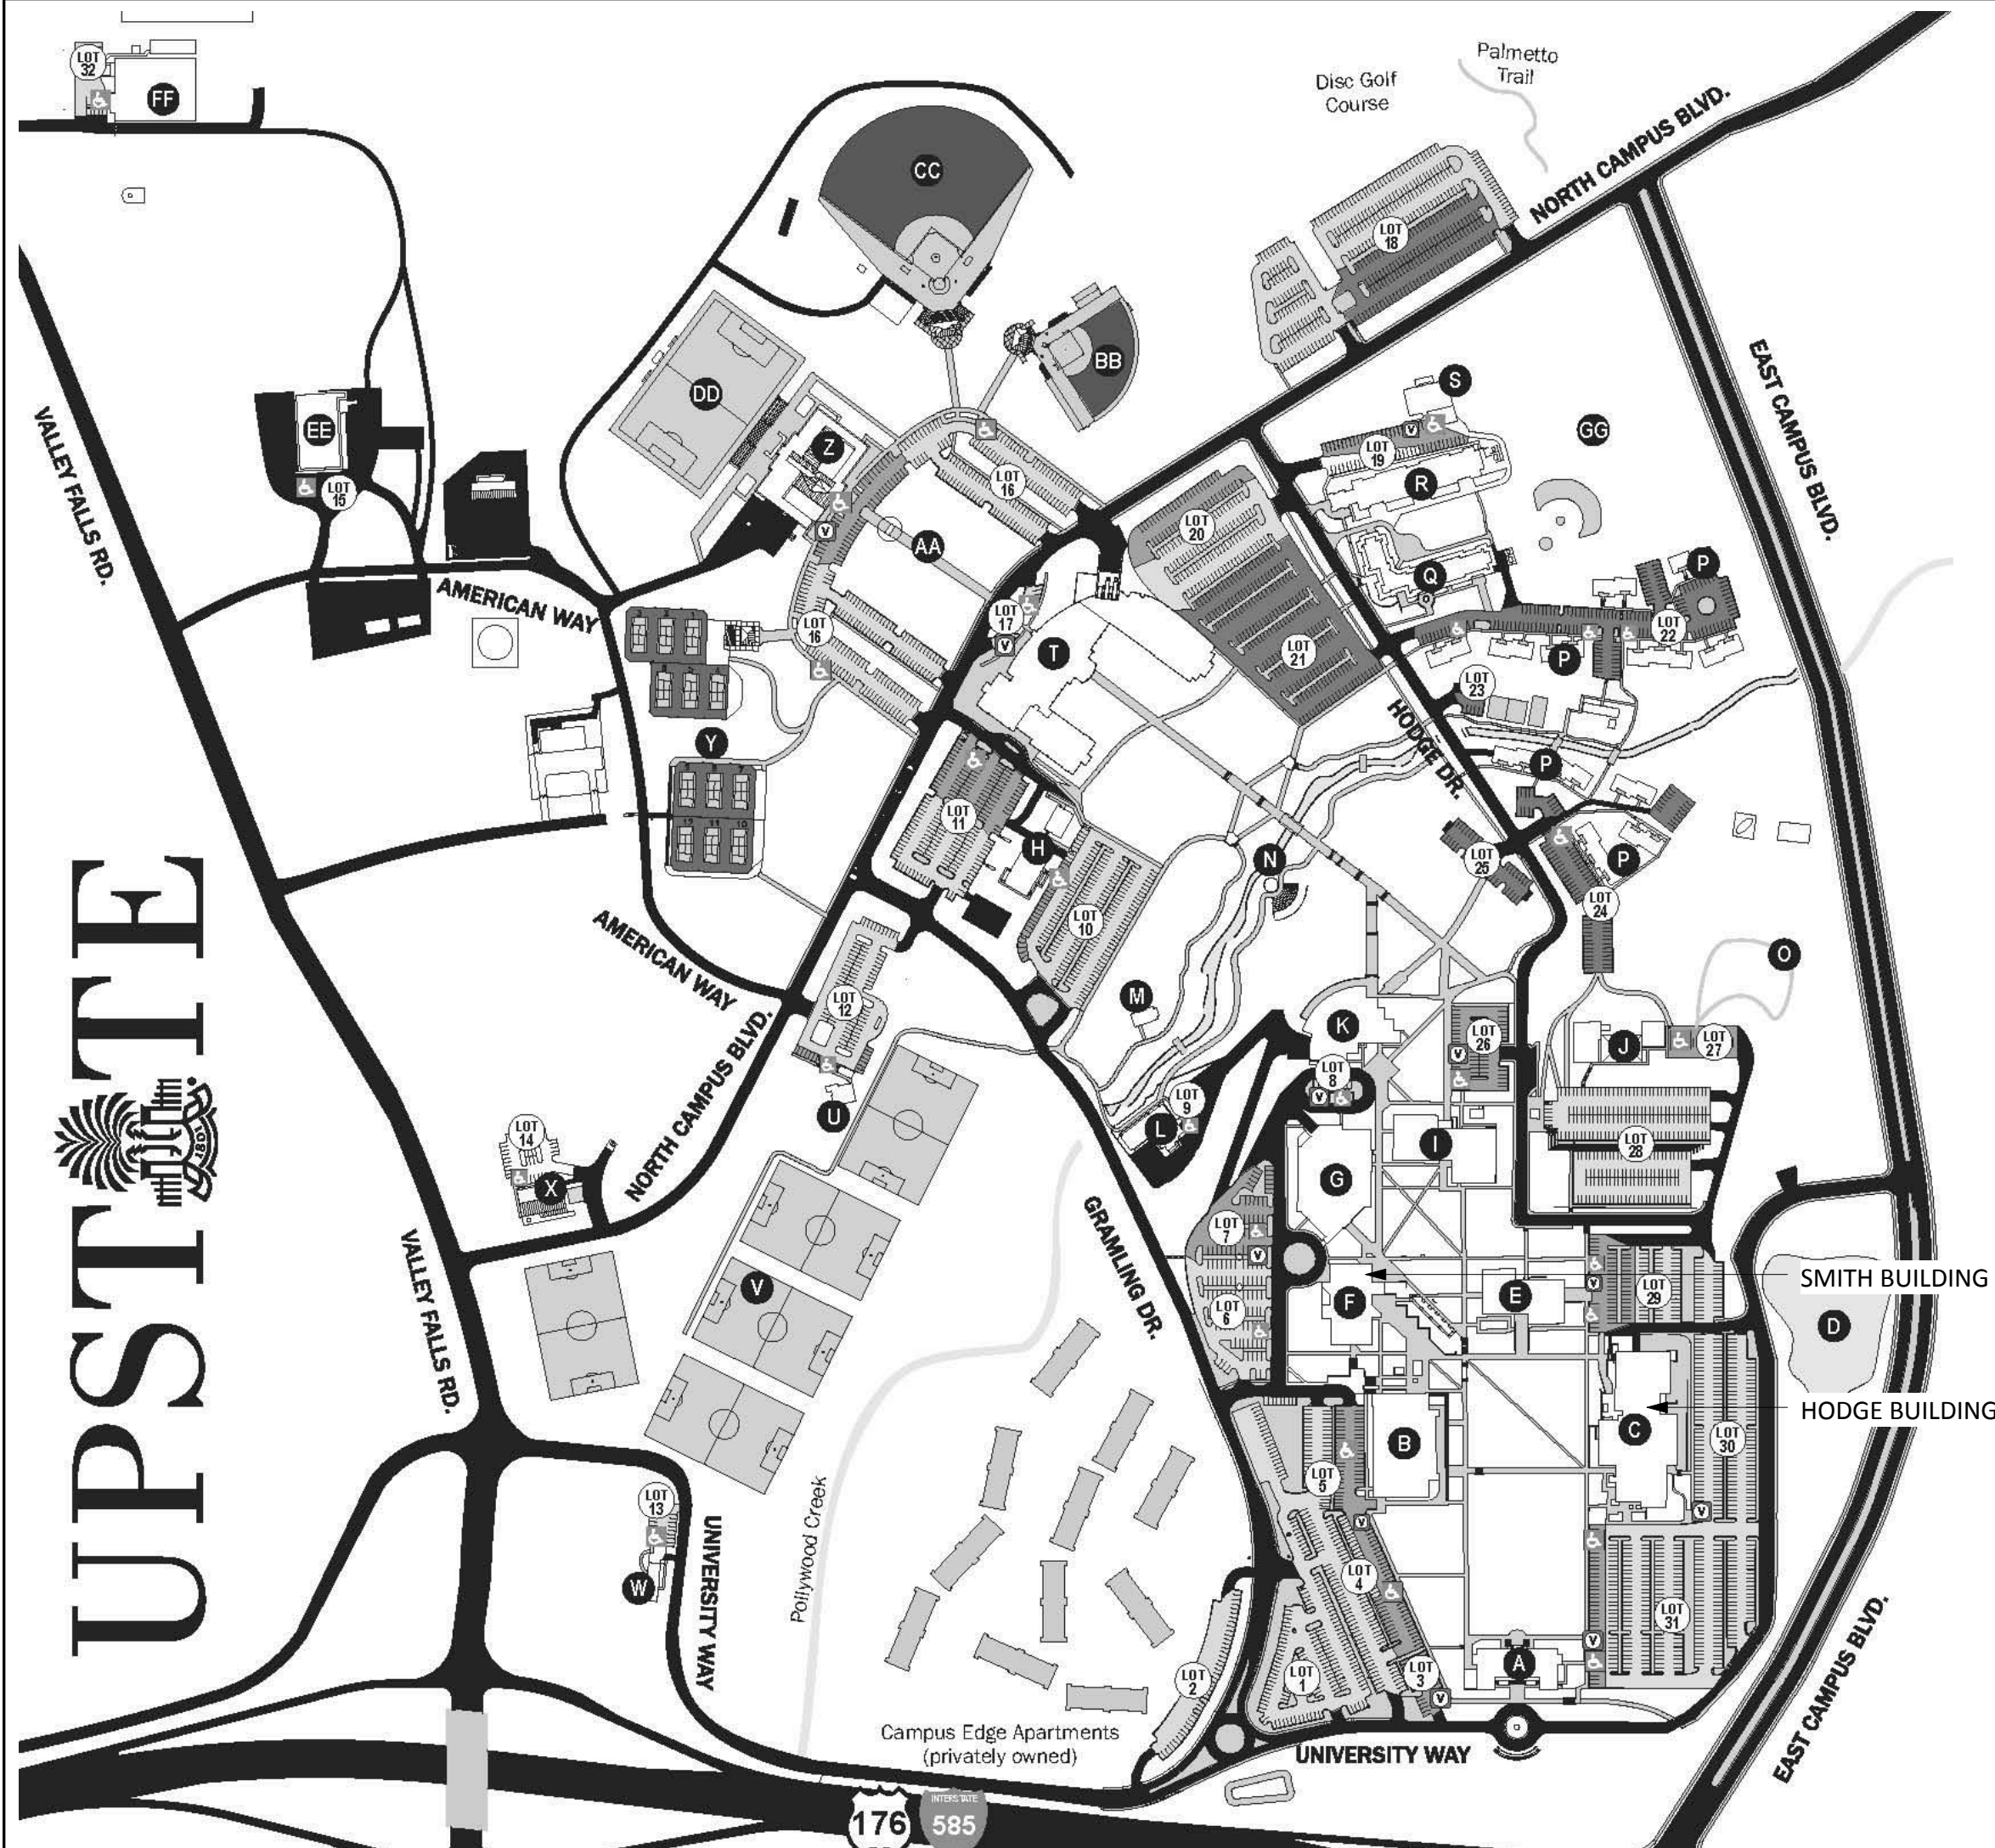 LOT
32
FF
Palmetto
Trail
Disc Golf
Course
NORTH CAMPUS BLVD.
CC
LOT
18
BB
DD
S
V
EAST CAMPUS BLVD.
EE
Z
GG
LOT
19
R
LOT
15
LOT
16
V
LOT
20
VALLEY FALLS RD.
AA
P
Q
AMERICAN WAY
LOT
17
V
LOT
16
T
LOT
22
P
LOT
21
3 2 1
LOT
23
HODGE DR.
Y
P
LOT
11
12 11 10
H
N
LOT
25
P
LOT
24
LOT
10
AMERICAN WAY
O
M
LOT
12
K
LOT
26
V
J
LOT
27
NORTH CAMPUS BLVD.
LOT
8
V
LOT
9
U
L
UPSTATE
1801
LOT
14
X
I
LOT
28
G
GRAMLING DR.
LOT
7
V
VALLEY FALLS RD.
V
LOT
6
F
E
V
LOT
29
SMITH BUILDING
D
HODGE BUILDING
C
LOT
30
B
LOT
5
V
V
LOT
13
W
UNIVERSITY WAY
Pollywood Creek
LOT
4
LOT
31
V
A
LOT
3
V
LOT
1
LOT
2
EAST CAMPUS BLVD.
Campus Edge Apartments
(privately owned)
UNIVERSITY WAY
176
INTERSTATE
585